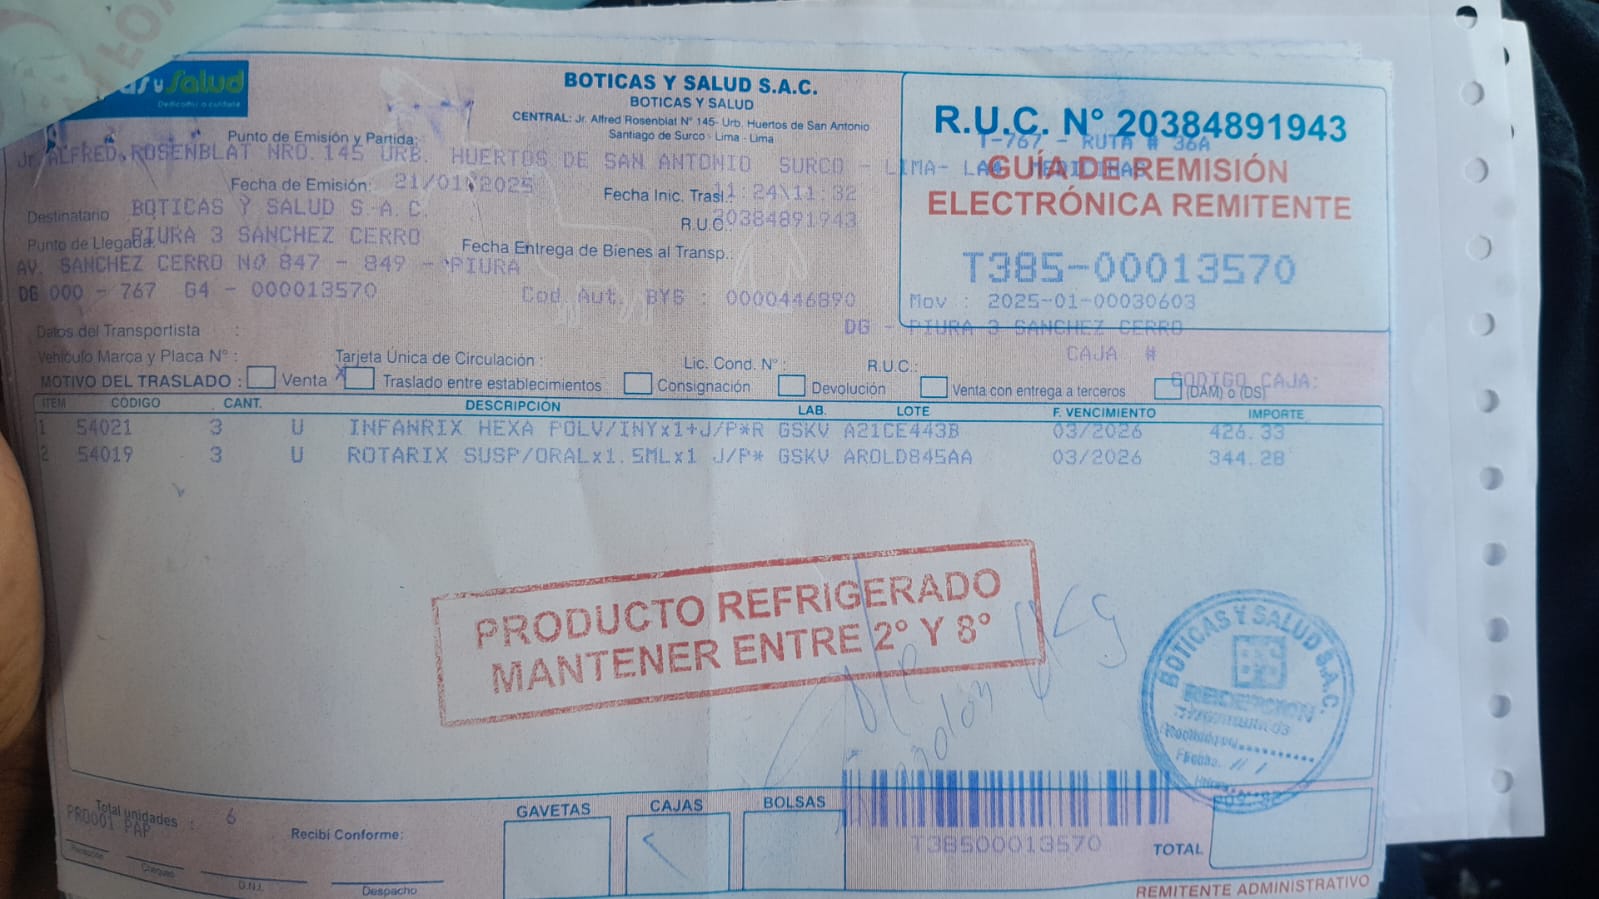 as y Salud
Dedicados a cuidarte
BOTICAS Y SALUD S.A.C.
BOTICAS Y SALUD
CENTRAL: Jr. Alfred Rosenblat N° 145- Urb. Huertos de San Antonio
Santiago de Surco - Lima - Lima
R.U.C. N° 20384891943
T-767 - RUTA # 36A
GUÍA DE REMISIÓN
ELECTRÓNICA REMITENTE
T385-00013570
Mov : 2025-01-00030603
Punto de Emisión y Partida:
Jr. ALFRED ROSENBLAT NRO. 145 URB. HUERTOS DE SAN ANTONIO SURCO - LIMA- LA
Fecha de Emisión: 21/01/2025
Fecha Inic. Trasl.: 11:24\11:32
Destinatario BOTICAS Y SALUD S.A.C.
R.U.C. 20384891943
Punto de Llegada: PIURA 3 SANCHEZ CERRO
Fecha Entrega de Bienes al Transp.:
AV. SANCHEZ CERRO NO 847 - 849 - PIURA
DG 000 - 767 G4 - 000013570
Cod. Aut. BYS : 0000446890
DG - PIURA 3 SANCHEZ CERRO
Datos del Transportista :
CAJA #
Vehículo Marca y Placa N° :
Tarjeta Única de Circulación :
Lic. Cond. N° :
R.U.C.:
CODIGO CAJA:
MOTIVO DEL TRASLADO : Venta X Traslado entre establecimientos Consignación Devolución Venta con entrega a terceros (DAM) o (DS)
ITEM CÓDIGO CANT. DESCRIPCIÓN LAB. LOTE F. VENCIMIENTO IMPORTE
1 54021 3 U INFANRIX HEXA POLV/INYx1+J/P*R GSKV A21CE443B 03/2026 426.33
2 54019 3 U ROTARIX SUSP/ORALx1.5MLx1 J/P* GSKV AROLD845AA 03/2026 344.28
PRODUCTO REFRIGERADO
MANTENER ENTRE 2° Y 8°
BOTICAS Y SALUD S.A.C.
RECEPCION
Fecha: / /
Total unidades : 6
PRO001 PAP
Recibí Conforme:
Chequeo
D.N.I.
Despacho
GAVETAS
CAJAS
BOLSAS
T38500013570
TOTAL
REMITENTE ADMINISTRATIVO